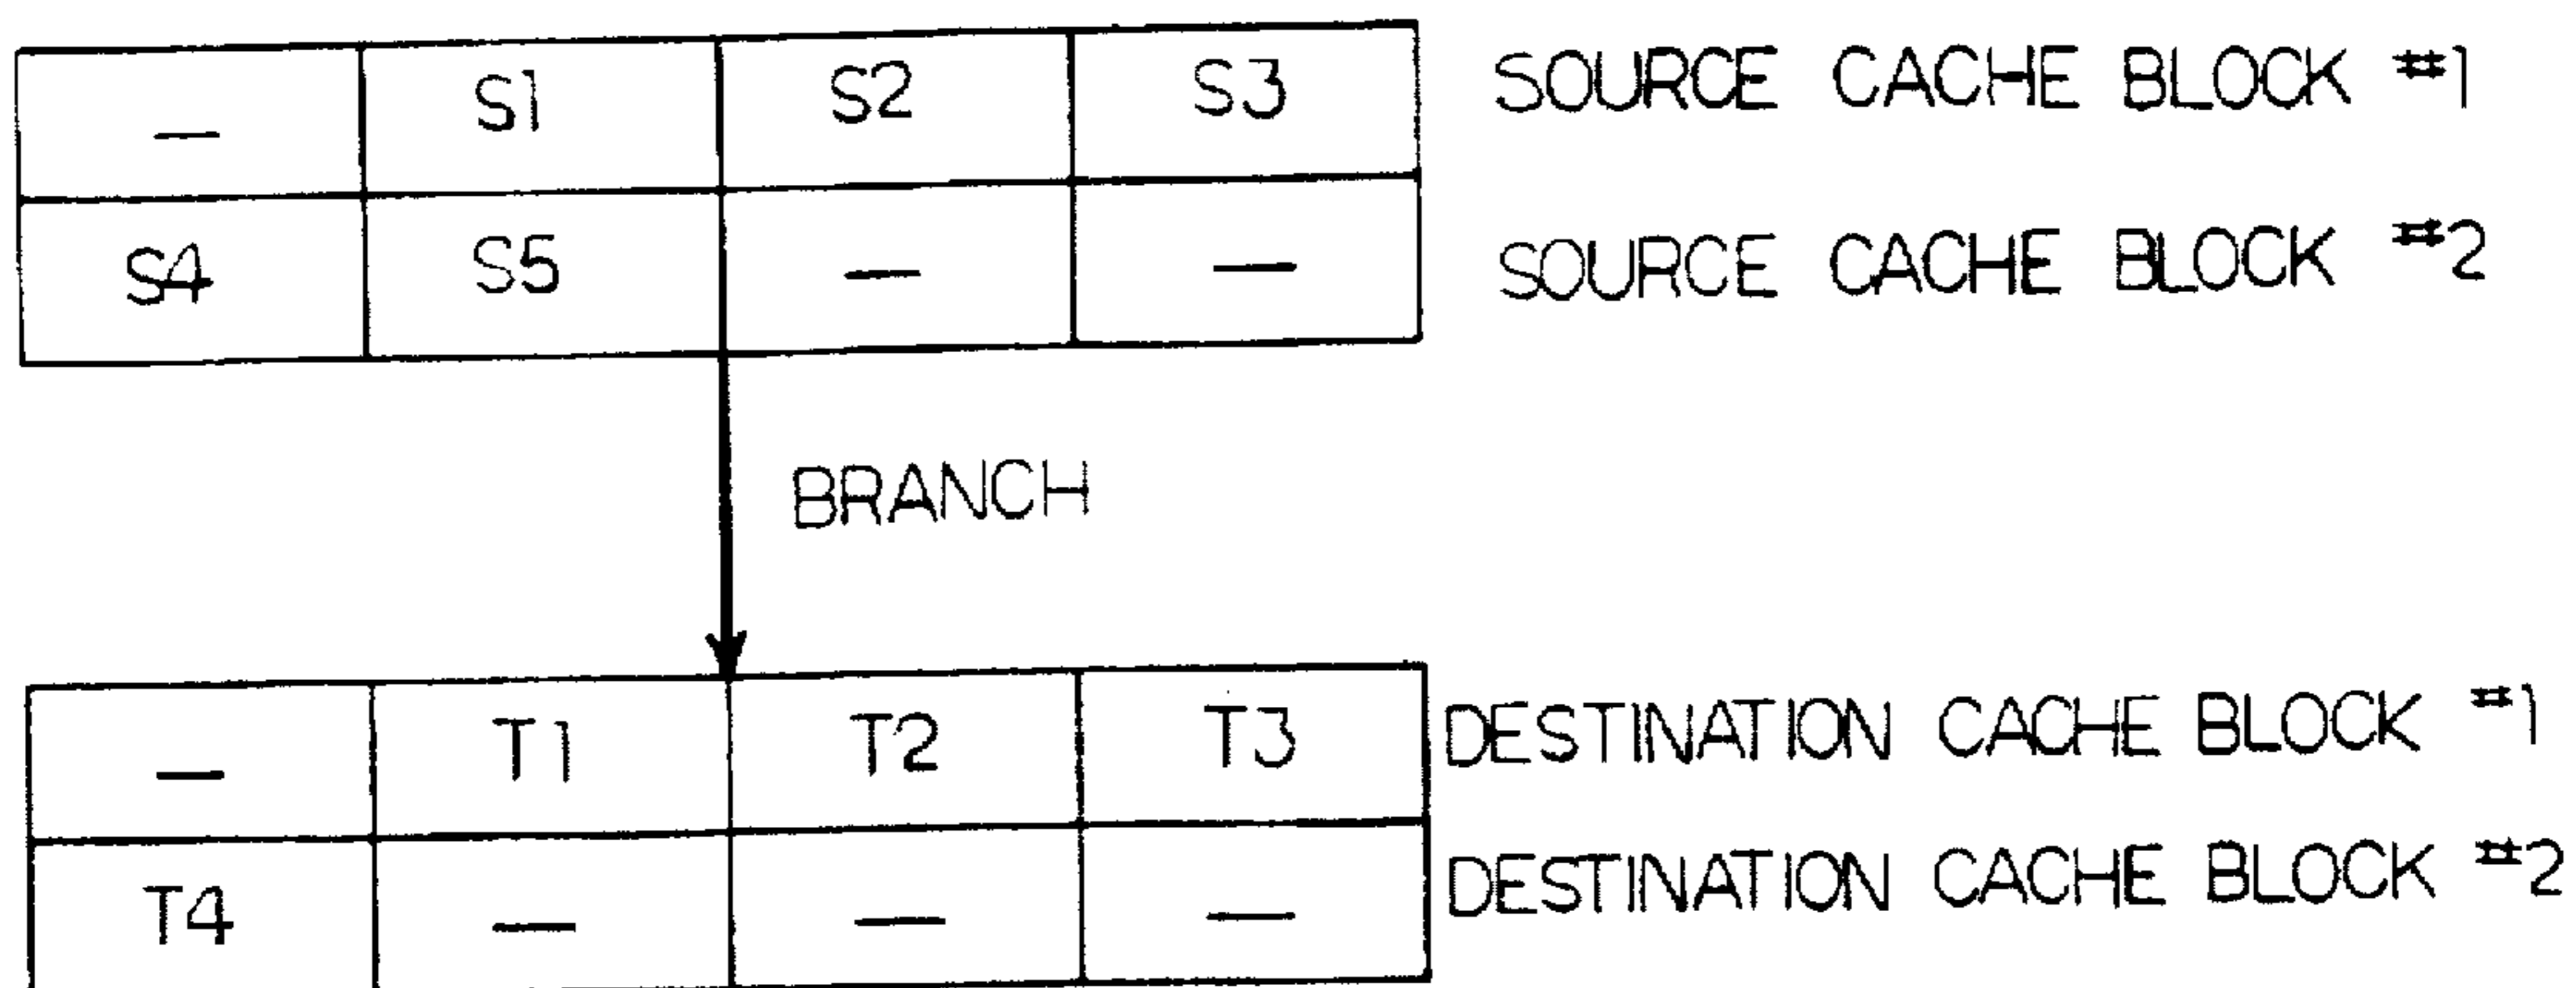 — S1 S2 S3 SOURCE CACHE BLOCK #1
S4 S5 — — SOURCE CACHE BLOCK #2
BRANCH
— T1 T2 T3 DESTINATION CACHE BLOCK #1
T4 — — — DESTINATION CACHE BLOCK #2